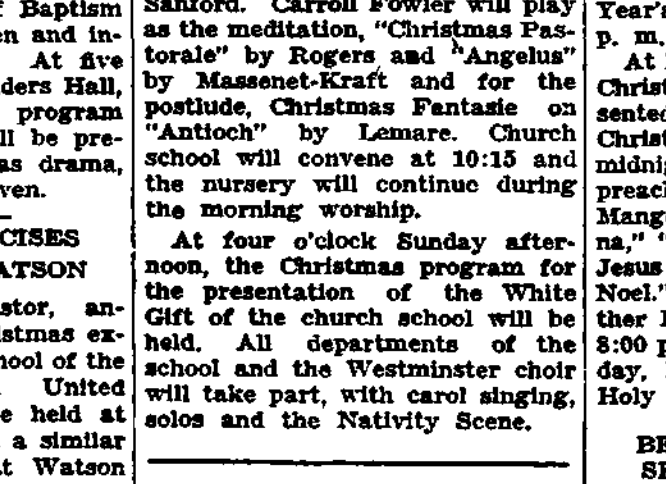 f Baptism
en and in-
At five
ders Hall,
program
ll be pre-
as drama,
ven.
CISES
ATSON
stor, an-
istmas ex-
hool of the
United
e held at
a similar
at Watson
Sanford. Carroll Fowler will play
as the meditation, "Christmas Pas-
torale" by Rogers and "Angelus"
by Massenet-Kraft and for the
postlude, Christmas Fantasie on
"Antioch" by Lemare. Church
school will convene at 10:15 and
the nursery will continue during
the morning worship.
At four o'clock Sunday after-
noon, the Christmas program for
the presentation of the White
Gift of the church school will be
held. All departments of the
school and the Westminster choir
will take part, with carol singing,
solos and the Nativity Scene.
Year's
p. m.
At
Christ
sented
Christ
midnig
preach
Mang
na," "
Jesus
Noel."
ther
8:00 p
day,
Holy
BE
SE